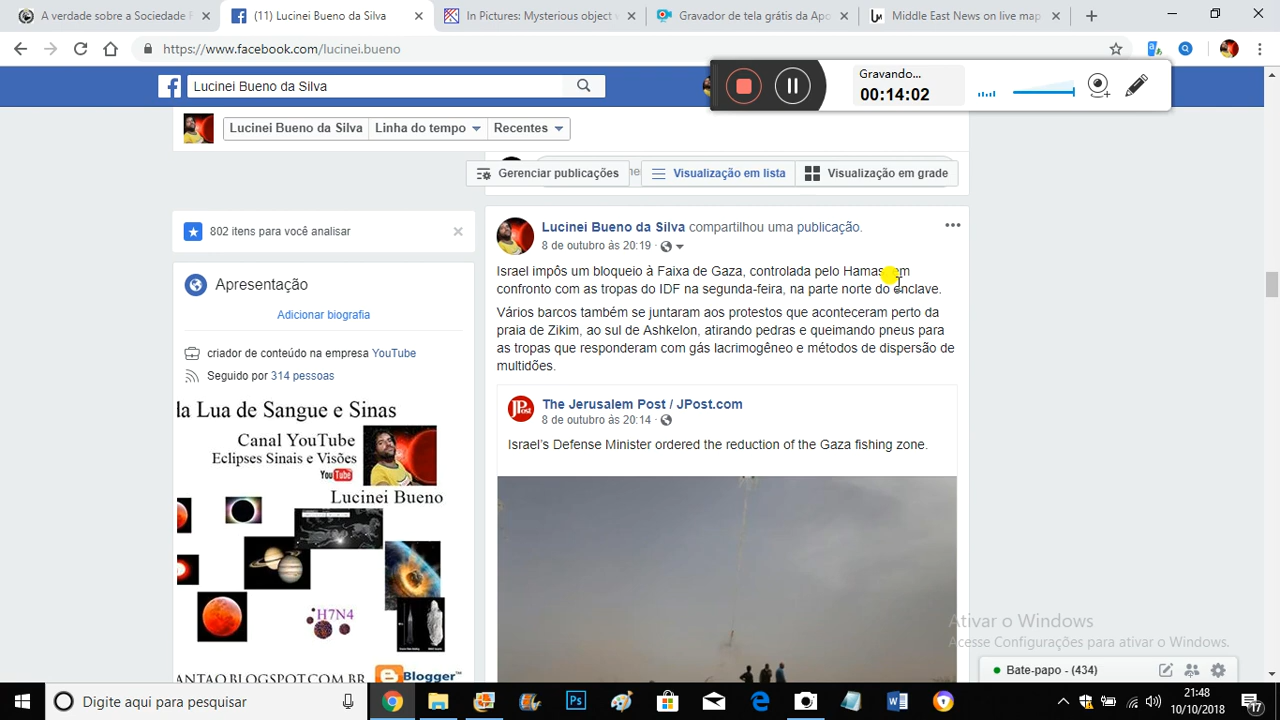 A verdade sobre a Sociedade F
(11) Lucinei Bueno da Silva
In Pictures: Mysterious object v
Gravador de tela grátis da Apo
Middle East News on live map
https://www.facebook.com/lucinei.bueno
Lucinei Bueno da Silva
Gravando...
00:14:02
Lucinei Bueno da Silva Linha do tempo Recentes
Gerenciar publicações
Visualização em lista
Visualização em grade
802 itens para você analisar
Apresentação
Adicionar biografia
criador de conteúdo na empresa YouTube
Seguido por 314 pessoas
la Lua de Sangue e Sinas
Canal YouTube
Eclipses Sinais e Visões
YouTube
Lucinei Bueno
H7N4
ANTAO.BLOGSPOT.COM.BR
Blogger
Lucinei Bueno da Silva compartilhou uma publicação.
8 de outubro às 20:19
Israel impôs um bloqueio à Faixa de Gaza, controlada pelo Hamas em
confronto com as tropas do IDF na segunda-feira, na parte norte do enclave.
Vários barcos também se juntaram aos protestos que aconteceram perto da
praia de Zikim, ao sul de Ashkelon, atirando pedras e queimando pneus para
as tropas que responderam com gás lacrimogêneo e métodos de dispersão de
multidões.
JPost
The Jerusalem Post / JPost.com
8 de outubro às 20:14
Israel's Defense Minister ordered the reduction of the Gaza fishing zone.
Ativar o Windows
Acesse Configurações para ativar o Windows.
Bate-papo - (434)
Digite aqui para pesquisar
Ps
21:48
10/10/2018
17